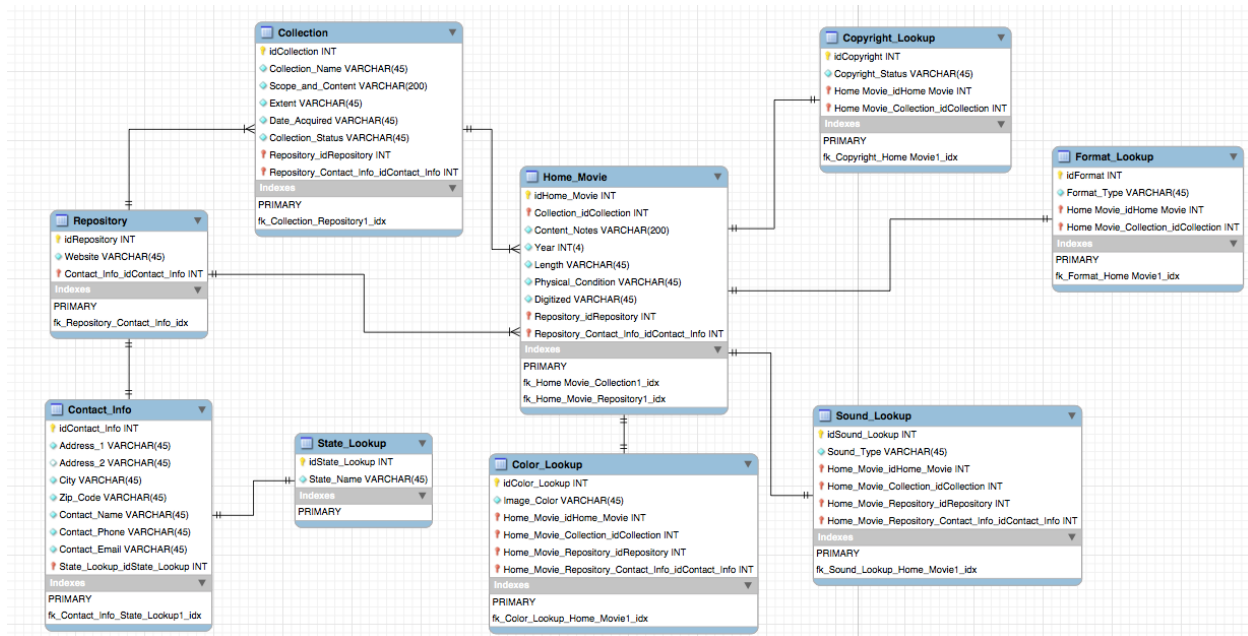 Collection
idCollection INT
Collection_Name VARCHAR(45)
Scope_and_Content VARCHAR(200)
Extent VARCHAR(45)
Date_Acquired VARCHAR(45)
Collection_Status VARCHAR(45)
Repository_idRepository INT
Repository_Contact_Info_idContact_Info INT
Indexes
PRIMARY
fk_Collection_Repository1_idx
Copyright_Lookup
idCopyright INT
Copyright_Status VARCHAR(45)
Home Movie_idHome Movie INT
Home Movie_Collection_idCollection INT
Indexes
PRIMARY
fk_Copyright_Home Movie1_idx
Format_Lookup
idFormat INT
Format_Type VARCHAR(45)
Home Movie_idHome Movie INT
Home Movie_Collection_idCollection INT
Indexes
PRIMARY
fk_Format_Home Movie1_idx
Home_Movie
idHome_Movie INT
Collection_idCollection INT
Content_Notes VARCHAR(200)
Year INT(4)
Length VARCHAR(45)
Physical_Condition VARCHAR(45)
Digitized VARCHAR(45)
Repository_idRepository INT
Repository_Contact_Info_idContact_Info INT
Indexes
PRIMARY
fk_Home Movie_Collection1_idx
fk_Home_Movie_Repository1_idx
Repository
idRepository INT
Website VARCHAR(45)
Contact_Info_idContact_Info INT
Indexes
PRIMARY
fk_Repository_Contact_Info_idx
Contact_Info
idContact_Info INT
Address_1 VARCHAR(45)
Address_2 VARCHAR(45)
City VARCHAR(45)
Zip_Code VARCHAR(45)
Contact_Name VARCHAR(45)
Contact_Phone VARCHAR(45)
Contact_Email VARCHAR(45)
State_Lookup_idState_Lookup INT
Indexes
PRIMARY
fk_Contact_Info_State_Lookup1_idx
State_Lookup
idState_Lookup INT
State_Name VARCHAR(45)
Indexes
PRIMARY
Color_Lookup
idColor_Lookup INT
Image_Color VARCHAR(45)
Home_Movie_idHome_Movie INT
Home_Movie_Collection_idCollection INT
Home_Movie_Repository_idRepository INT
Home_Movie_Repository_Contact_Info_idContact_Info INT
Indexes
PRIMARY
fk_Color_Lookup_Home_Movie1_idx
Sound_Lookup
idSound_Lookup INT
Sound_Type VARCHAR(45)
Home_Movie_idHome_Movie INT
Home_Movie_Collection_idCollection INT
Home_Movie_Repository_idRepository INT
Home_Movie_Repository_Contact_Info_idContact_Info INT
Indexes
PRIMARY
fk_Sound_Lookup_Home_Movie1_idx